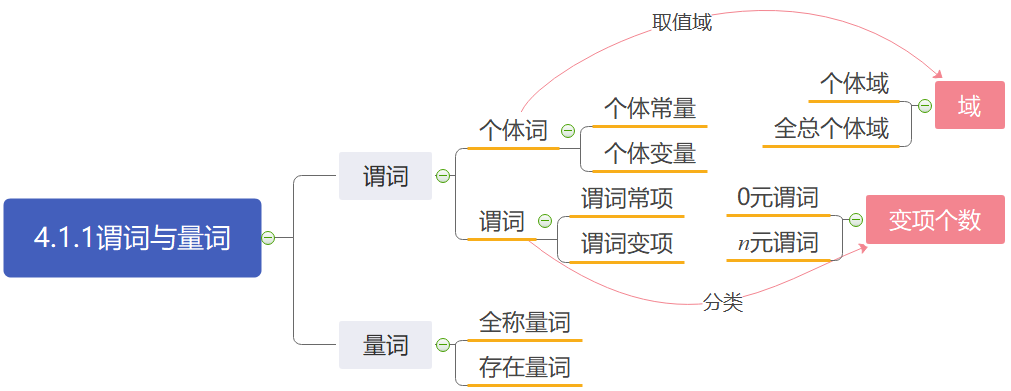 取值域
个体域
域
全总个体域
个体词
个体常量
个体变量
谓词
谓词
谓词常项
谓词变项
0元谓词
n元谓词
变项个数
4.1.1谓词与量词
分类
量词
全称量词
存在量词